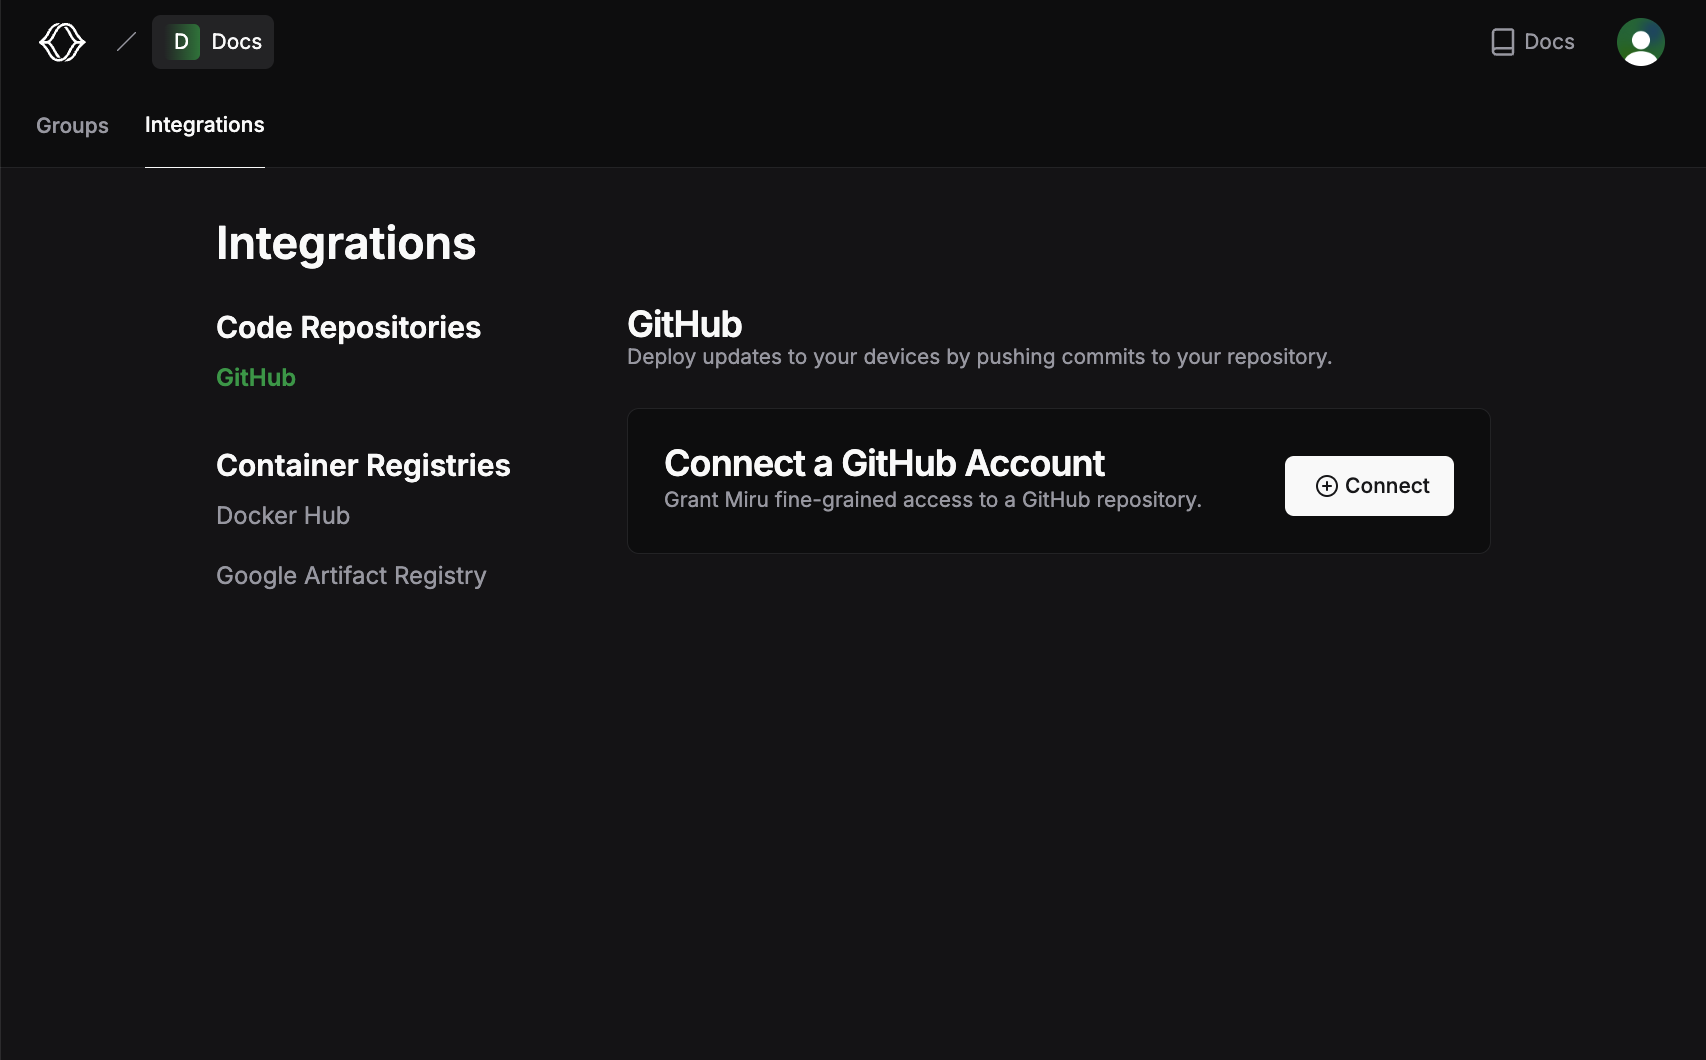 D Docs
Docs
Groups
Integrations
Integrations
Code Repositories
GitHub
Container Registries
Docker Hub
Google Artifact Registry
GitHub
Deploy updates to your devices by pushing commits to your repository.
Connect a GitHub Account
Grant Miru fine-grained access to a GitHub repository.
Connect